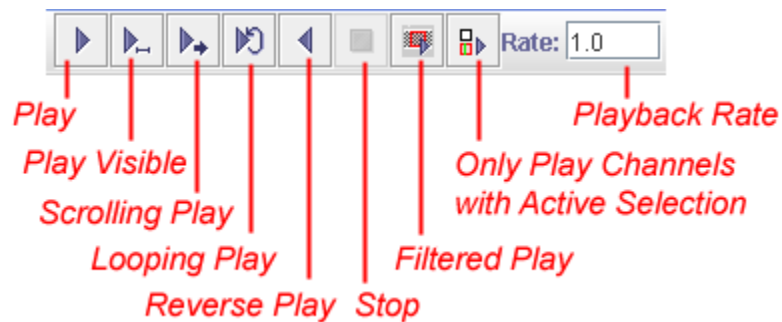 Rate: 1.0
Play
Playback Rate
Play Visible
Only Play Channels
with Active Selection
Scrolling Play
Looping Play
Filtered Play
Reverse Play
Stop